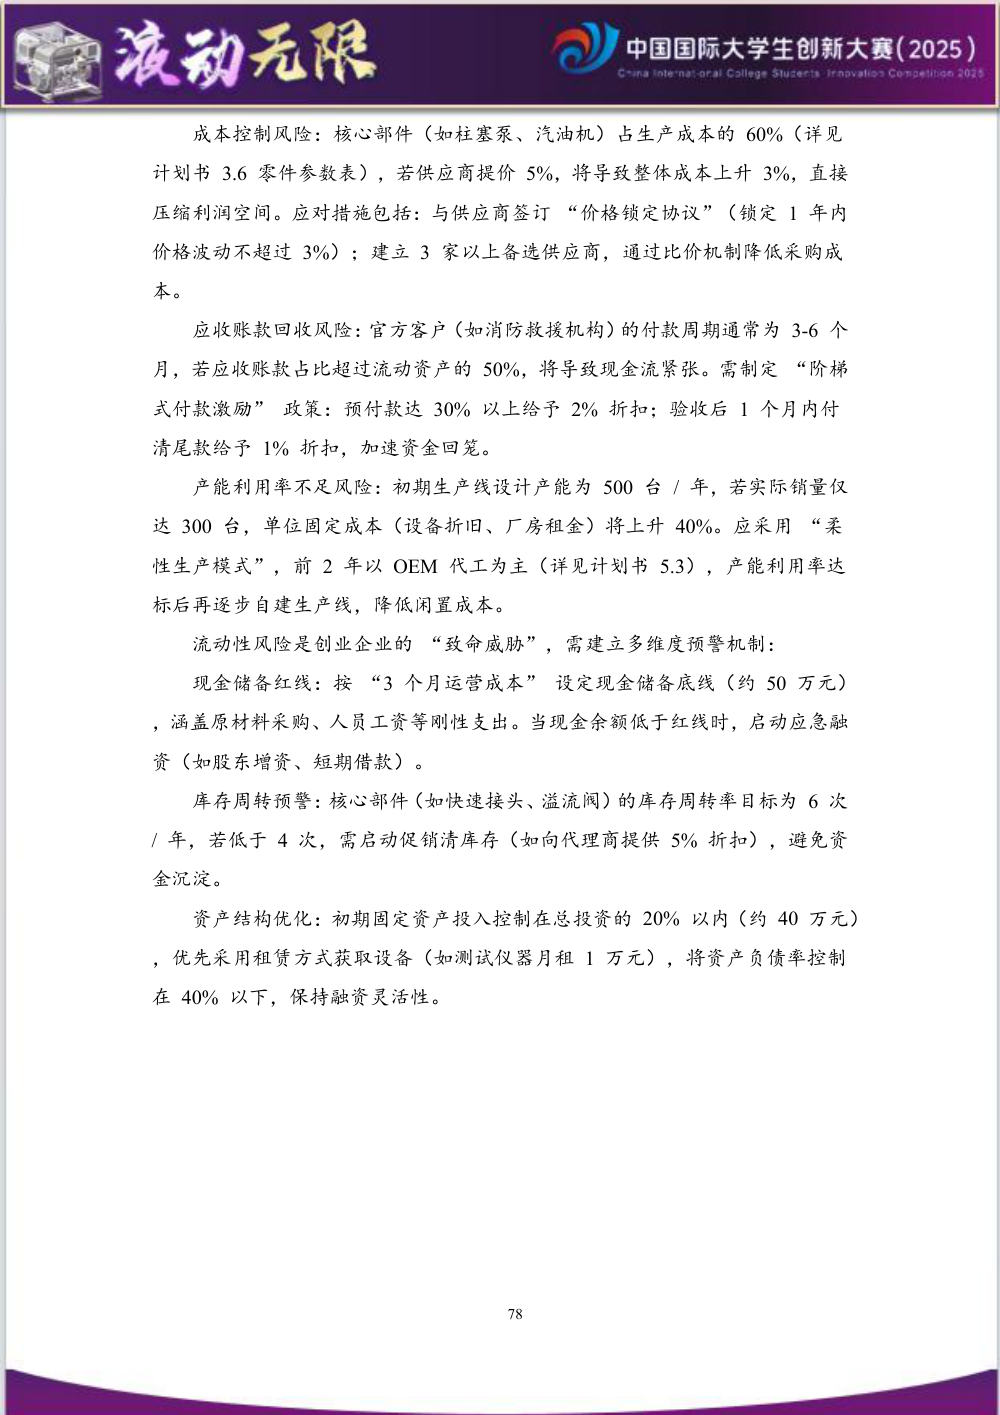 液动无限
中国国际大学生创新大赛(2025)
China International College Students Innovation Competition 2025
成本控制风险：核心部件（如柱塞泵、汽油机）占生产成本的 60%（详见
计划书 3.6 零件参数表），若供应商提价 5%，将导致整体成本上升 3%，直接
压缩利润空间。应对措施包括：与供应商签订 “价格锁定协议”（锁定 1 年内
价格波动不超过 3%）；建立 3 家以上备选供应商，通过比价机制降低采购成
本。
应收账款回收风险：官方客户（如消防救援机构）的付款周期通常为 3-6 个
月，若应收账款占比超过流动资产的 50%，将导致现金流紧张。需制定 “阶梯
式付款激励” 政策：预付款达 30% 以上给予 2% 折扣；验收后 1 个月内付
清尾款给予 1% 折扣，加速资金回笼。
产能利用率不足风险：初期生产线设计产能为 500 台 / 年，若实际销量仅
达 300 台，单位固定成本（设备折旧、厂房租金）将上升 40%。应采用 “柔
性生产模式”，前 2 年以 OEM 代工为主（详见计划书 5.3），产能利用率达
标后再逐步自建生产线，降低闲置成本。
流动性风险是创业企业的 “致命威胁”，需建立多维度预警机制：
现金储备红线：按 “3 个月运营成本” 设定现金储备底线（约 50 万元）
，涵盖原材料采购、人员工资等刚性支出。当现金余额低于红线时，启动应急融
资（如股东增资、短期借款）。
库存周转预警：核心部件（如快速接头、溢流阀）的库存周转率目标为 6 次
/ 年，若低于 4 次，需启动促销清库存（如向代理商提供 5% 折扣），避免资
金沉淀。
资产结构优化：初期固定资产投入控制在总投资的 20% 以内（约 40 万元）
，优先采用租赁方式获取设备（如测试仪器月租 1 万元），将资产负债率控制
在 40% 以下，保持融资灵活性。
78